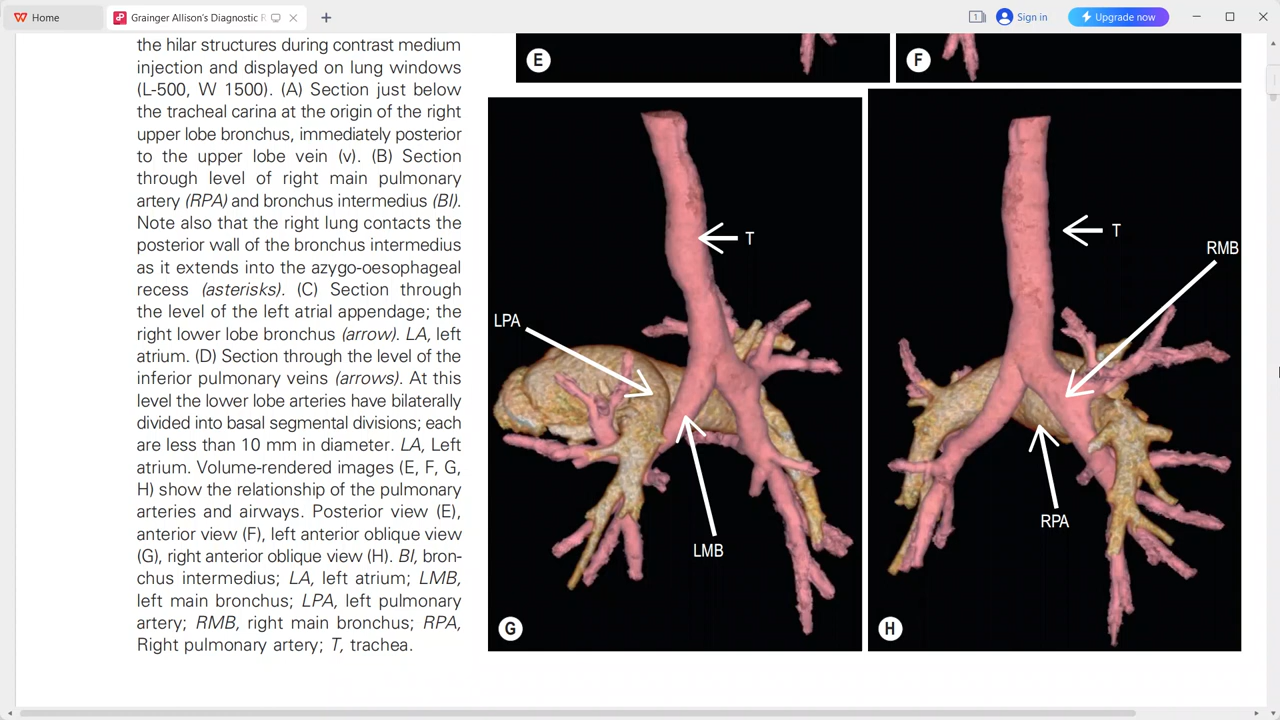 Home
Grainger Allison's Diagnostic R
1
Sign in
Upgrade now
the hilar structures during contrast medium
injection and displayed on lung windows
(L-500, W 1500). (A) Section just below
the tracheal carina at the origin of the right
upper lobe bronchus, immediately posterior
to the upper lobe vein (v). (B) Section
through level of right main pulmonary
artery (RPA) and bronchus intermedius (BI).
Note also that the right lung contacts the
posterior wall of the bronchus intermedius
as it extends into the azygo-oesophageal
recess (asterisks). (C) Section through
the level of the left atrial appendage; the
right lower lobe bronchus (arrow). LA, left
atrium. (D) Section through the level of the
inferior pulmonary veins (arrows). At this
level the lower lobe arteries have bilaterally
divided into basal segmental divisions; each
are less than 10 mm in diameter. LA, Left
atrium. Volume-rendered images (E, F, G,
H) show the relationship of the pulmonary
arteries and airways. Posterior view (E),
anterior view (F), left anterior oblique view
(G), right anterior oblique view (H). BI, bron-
chus intermedius; LA, left atrium; LMB,
left main bronchus; LPA, left pulmonary
artery; RMB, right main bronchus; RPA,
Right pulmonary artery; T, trachea.
E
F
T
LPA
LMB
G
T
RMB
RPA
H